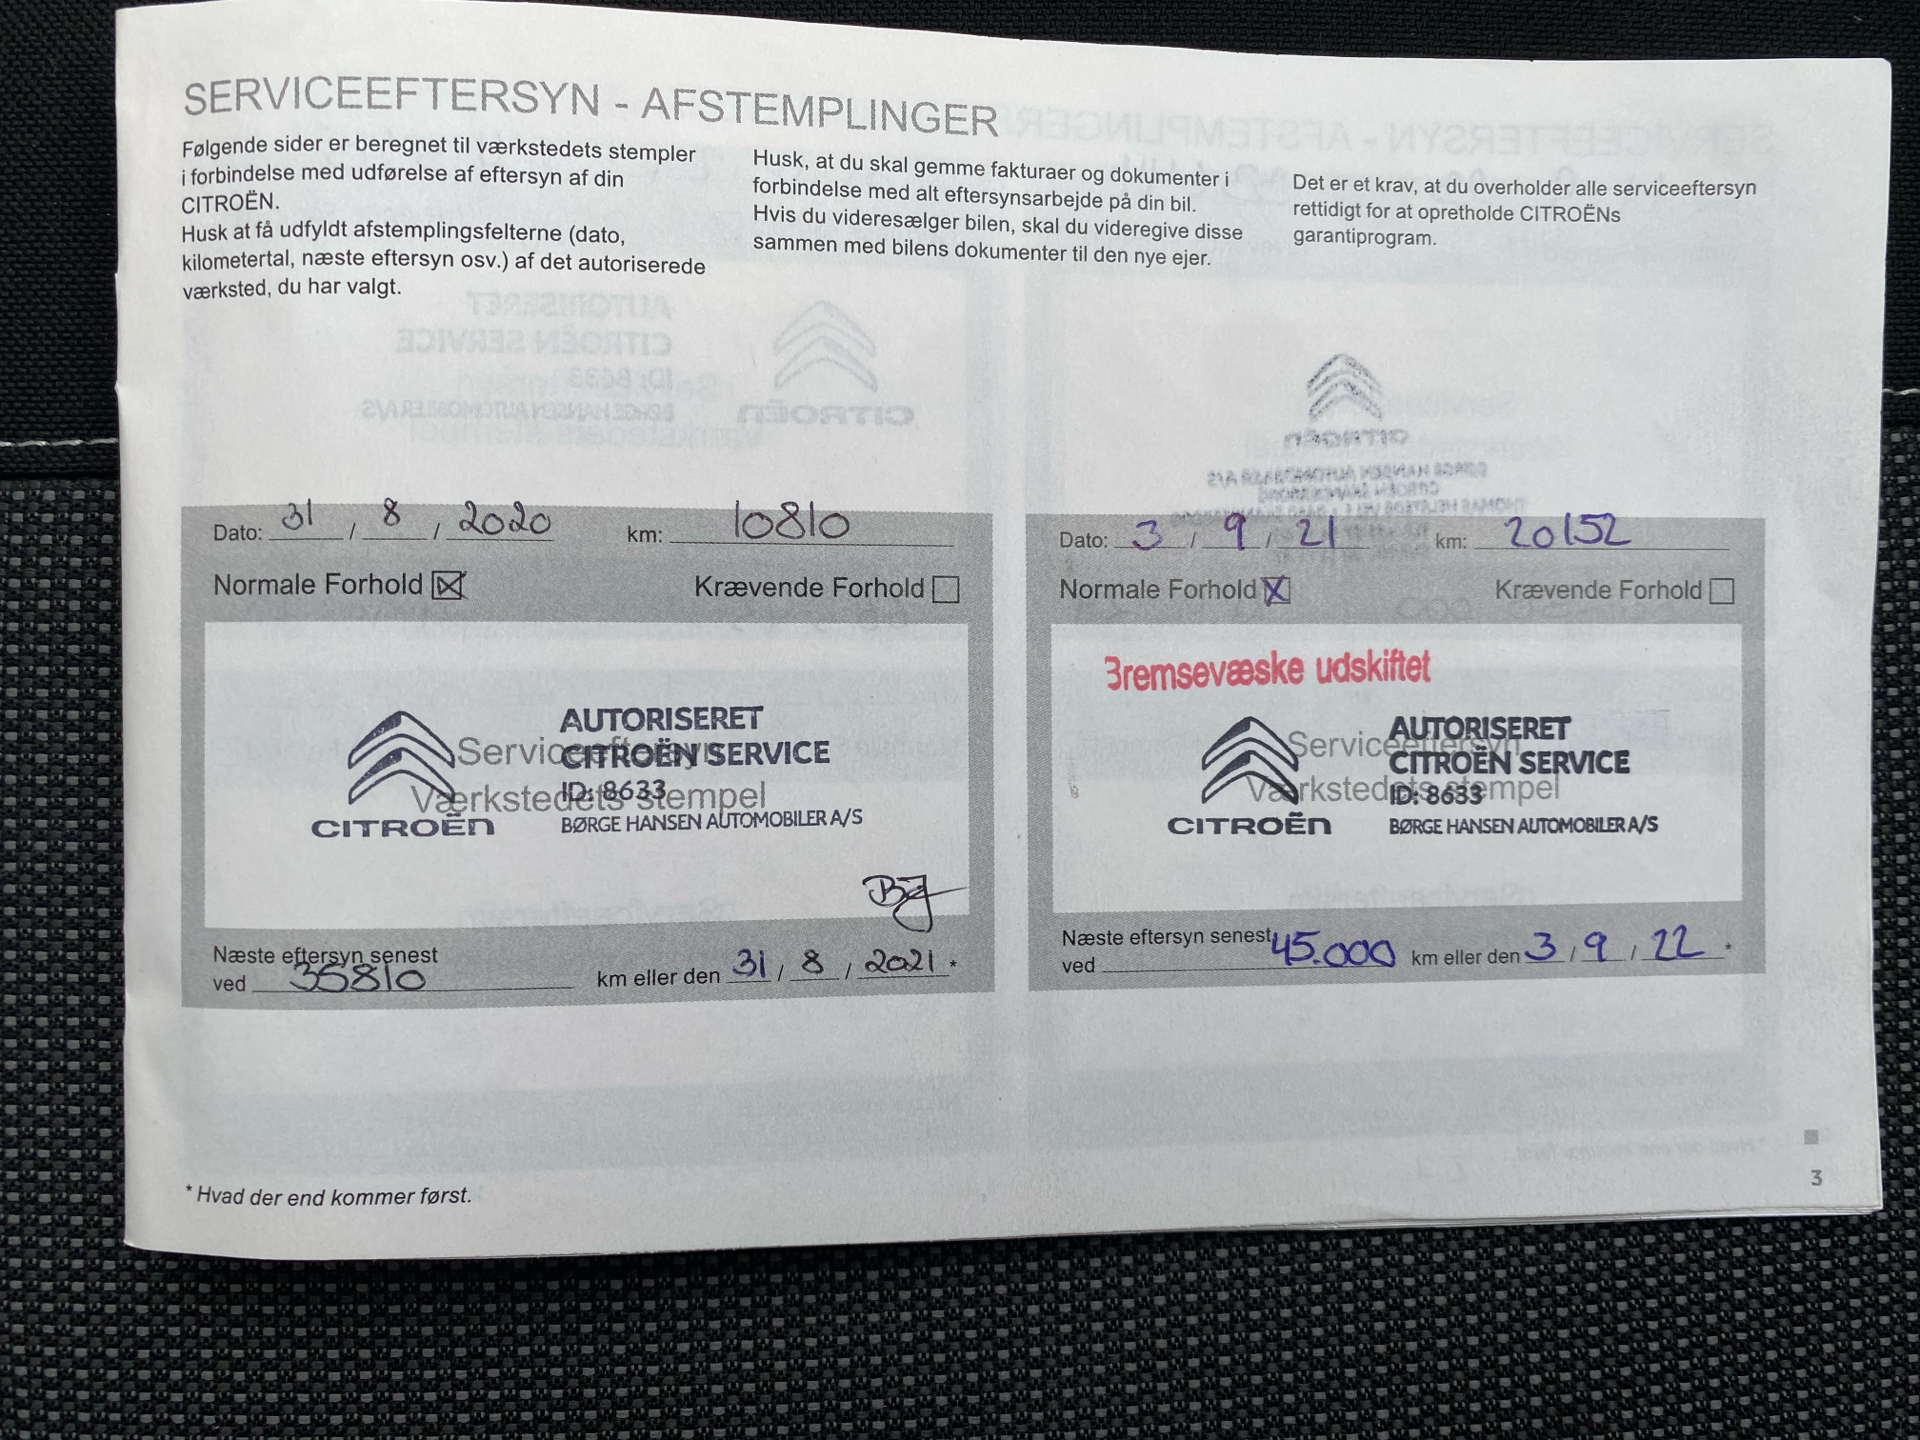 SERVICEEFTERSYN - AFSTEMPLINGER
Følgende sider er beregnet til værkstedets stempler
i forbindelse med udførelse af eftersyn af din
CITROËN.
Husk at få udfyldt afstemplingsfelterne (dato,
kilometertal, næste eftersyn osv.) af det autoriserede
værksted, du har valgt.
Husk, at du skal gemme fakturaer og dokumenter i
forbindelse med alt eftersynsarbejde på din bil.
Hvis du videresælger bilen, skal du videregive disse
sammen med bilens dokumenter til den nye ejer.
Det er et krav, at du overholder alle serviceeftersyn
rettidigt for at opretholde CITROËNs
garantiprogram.
Dato: 31 / 8 / 2020 km: 10810
Normale Forhold ☒ Krævende Forhold ☐
Serviceeftersyn
Værkstedets stempel
CITROËN
AUTORISERET
CITROËN SERVICE
ID: 8633
BØRGE HANSEN AUTOMOBILER A/S
Næste eftersyn senest
ved 35810 km eller den 31 / 8 / 2021 *
Dato: 3 / 9 / 21 km: 20152
Normale Forhold ☒ Krævende Forhold ☐
Bremsevæske udskiftet
Serviceeftersyn
Værkstedets stempel
CITROËN
AUTORISERET
CITROËN SERVICE
ID: 8633
BØRGE HANSEN AUTOMOBILER A/S
Næste eftersyn senest
ved 45.000 km eller den 3 / 9 / 22 *
* Hvad der end kommer først.
3